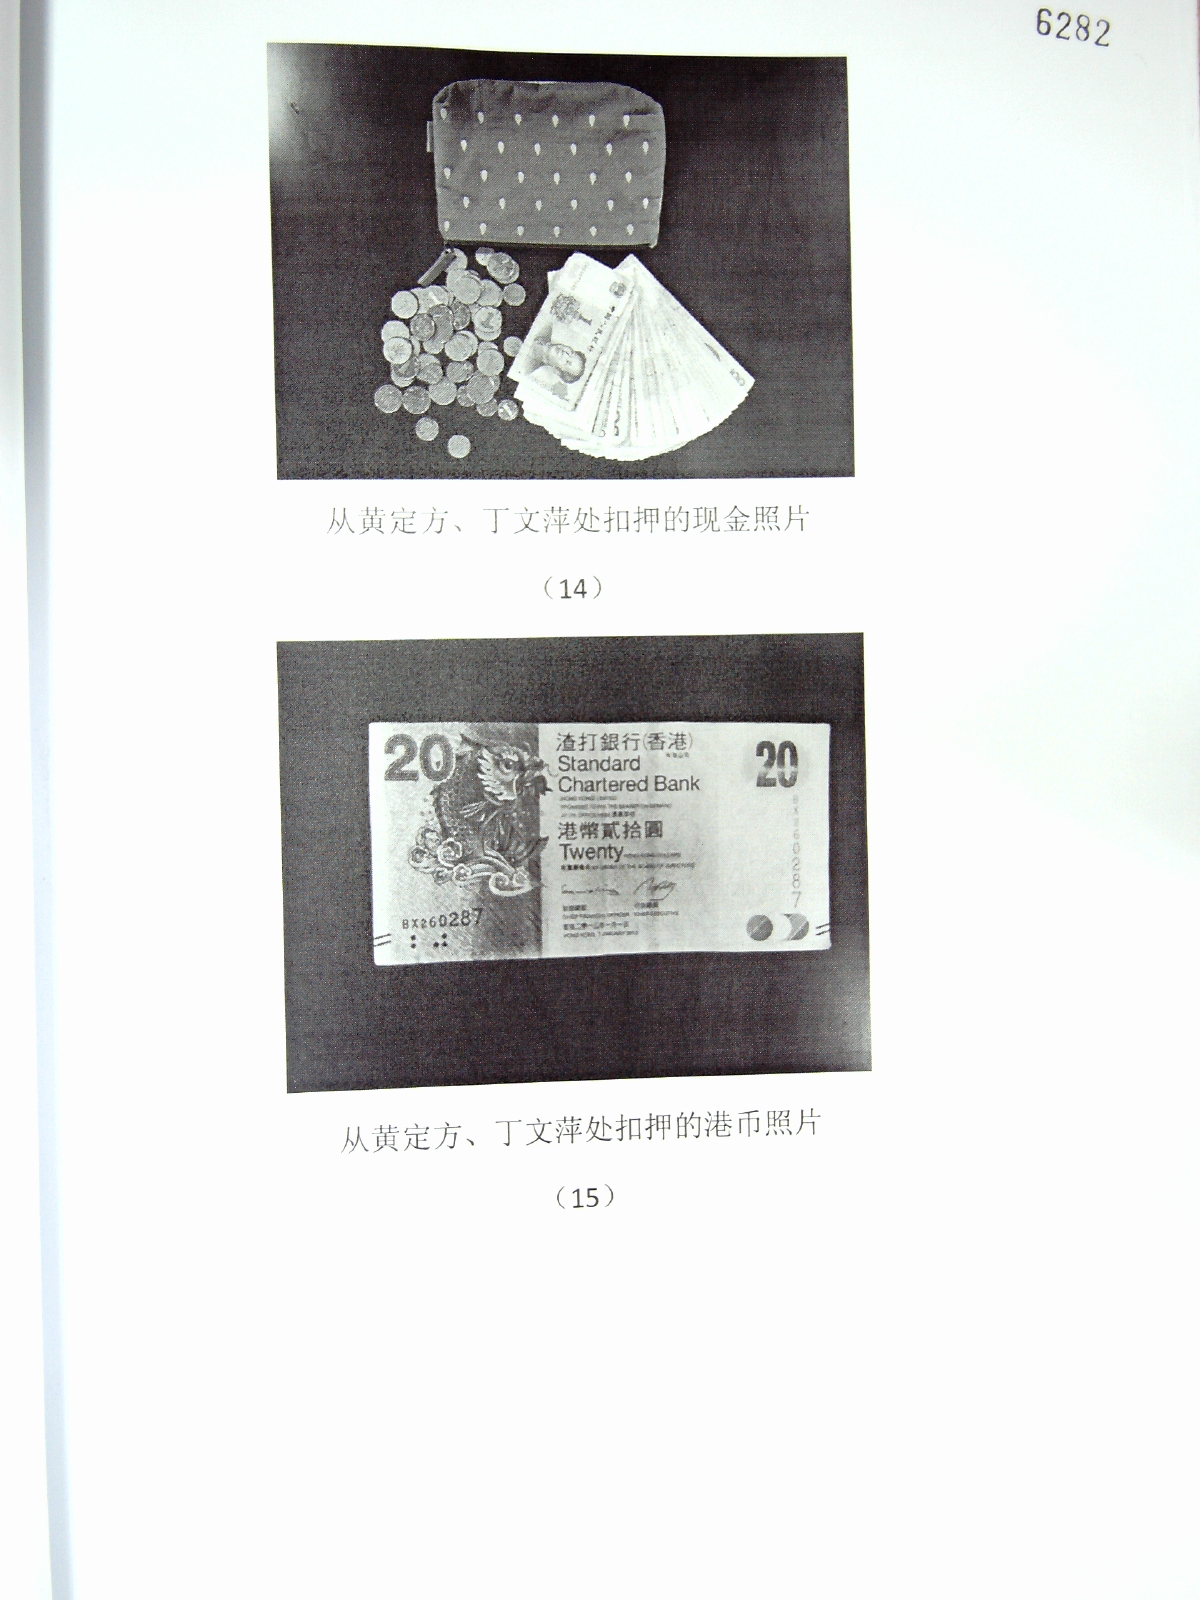 6282
从黄定方、丁文萍处扣押的现金照片
（14）
20
渣打銀行(香港)
Standard
Chartered Bank
港幣貳拾圓
Twenty
20
BX260287
从黄定方、丁文萍处扣押的港币照片
（15）